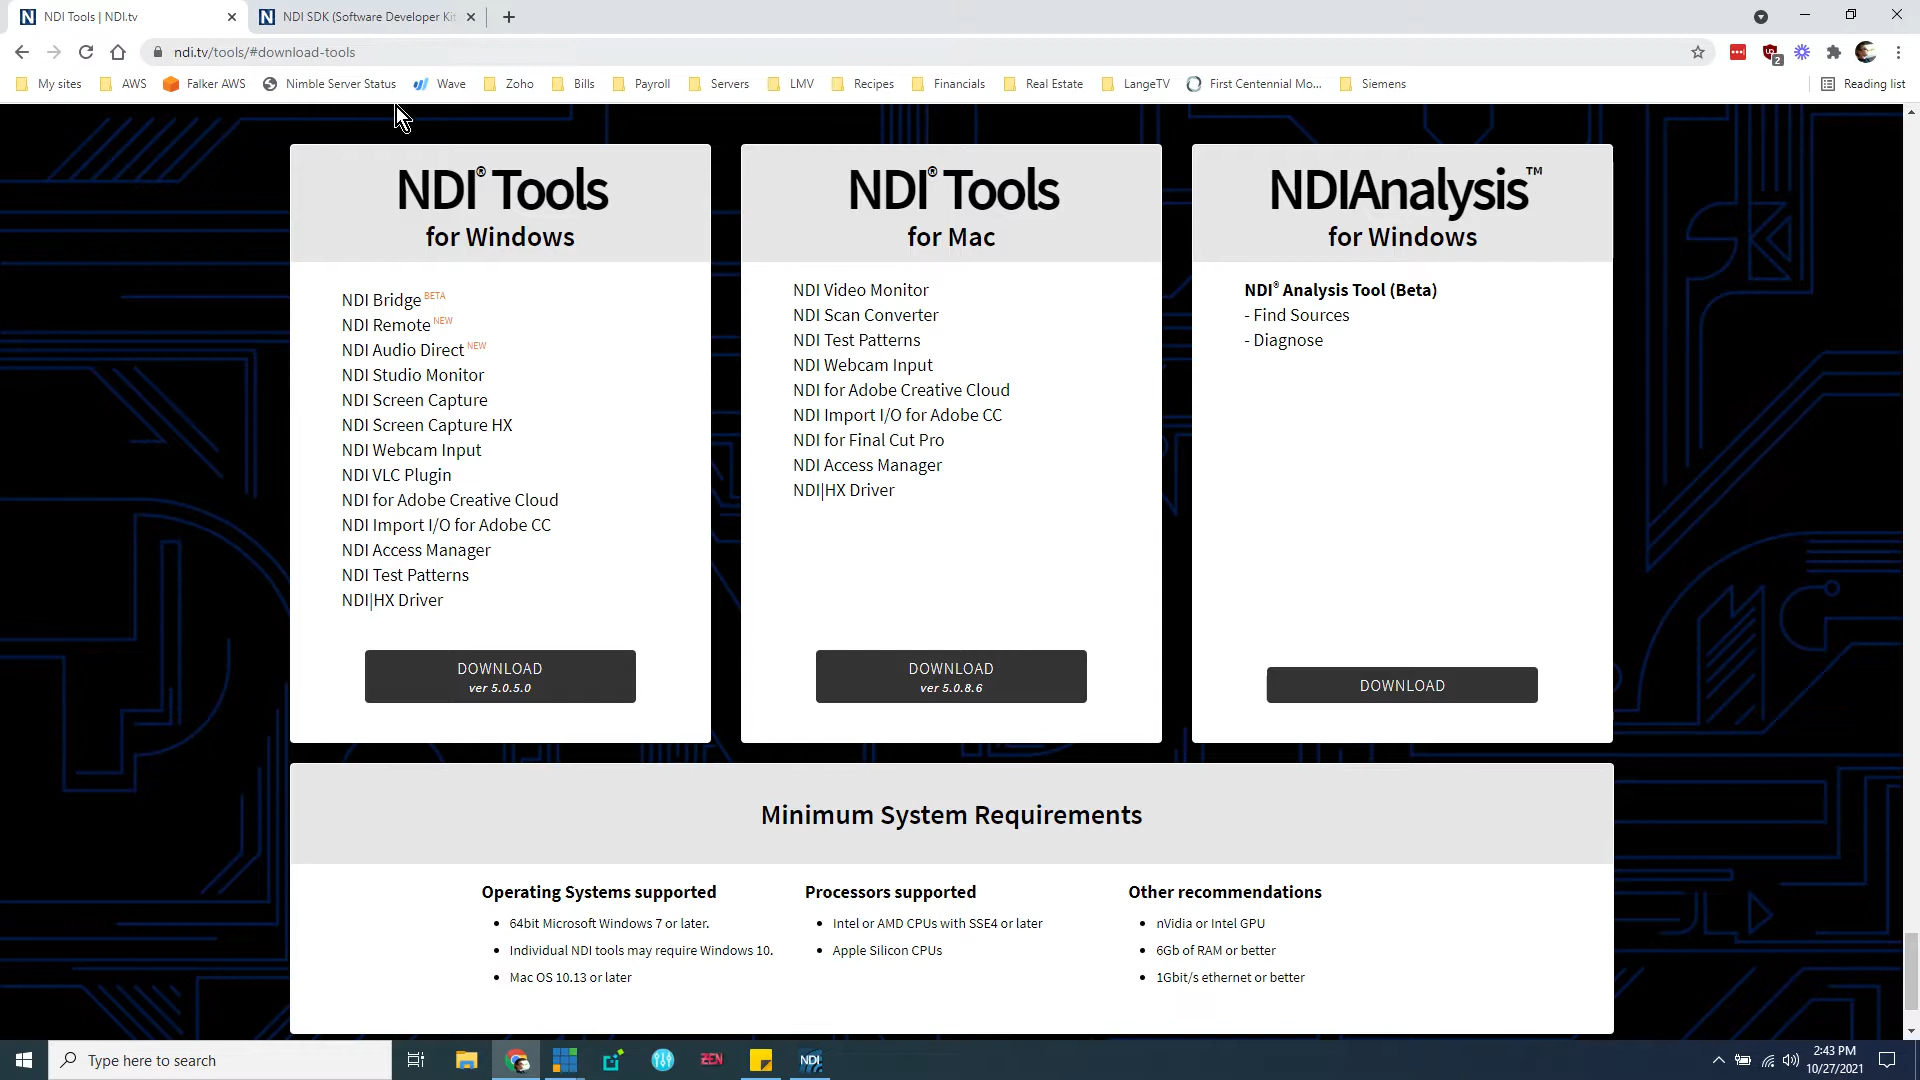 NDI Tools | NDI.tv
NDI SDK (Software Developer Kit
ndi.tv/tools/#download-tools
2
My sites
AWS
Falker AWS
Nimble Server Status
Wave
Zoho
Bills
Payroll
Servers
LMV
Recipes
Financials
Real Estate
LangeTV
First Centennial Mo...
Siemens
Reading list
NDI® Tools
for Windows
NDI Bridge BETA
NDI Remote NEW
NDI Audio Direct NEW
NDI Studio Monitor
NDI Screen Capture
NDI Screen Capture HX
NDI Webcam Input
NDI VLC Plugin
NDI for Adobe Creative Cloud
NDI Import I/O for Adobe CC
NDI Access Manager
NDI Test Patterns
NDI|HX Driver
DOWNLOAD
ver 5.0.5.0
NDI® Tools
for Mac
NDI Video Monitor
NDI Scan Converter
NDI Test Patterns
NDI Webcam Input
NDI for Adobe Creative Cloud
NDI Import I/O for Adobe CC
NDI for Final Cut Pro
NDI Access Manager
NDI|HX Driver
DOWNLOAD
ver 5.0.8.6
NDIAnalysis™
for Windows
NDI® Analysis Tool (Beta)
- Find Sources
- Diagnose
DOWNLOAD
Minimum System Requirements
Operating Systems supported
• 64bit Microsoft Windows 7 or later.
• Individual NDI tools may require Windows 10.
• Mac OS 10.13 or later
Processors supported
• Intel or AMD CPUs with SSE4 or later
• Apple Silicon CPUs
Other recommendations
• nVidia or Intel GPU
• 6Gb of RAM or better
• 1Gbit/s ethernet or better
Type here to search
ZEN
NDI
2:43 PM
10/27/2021